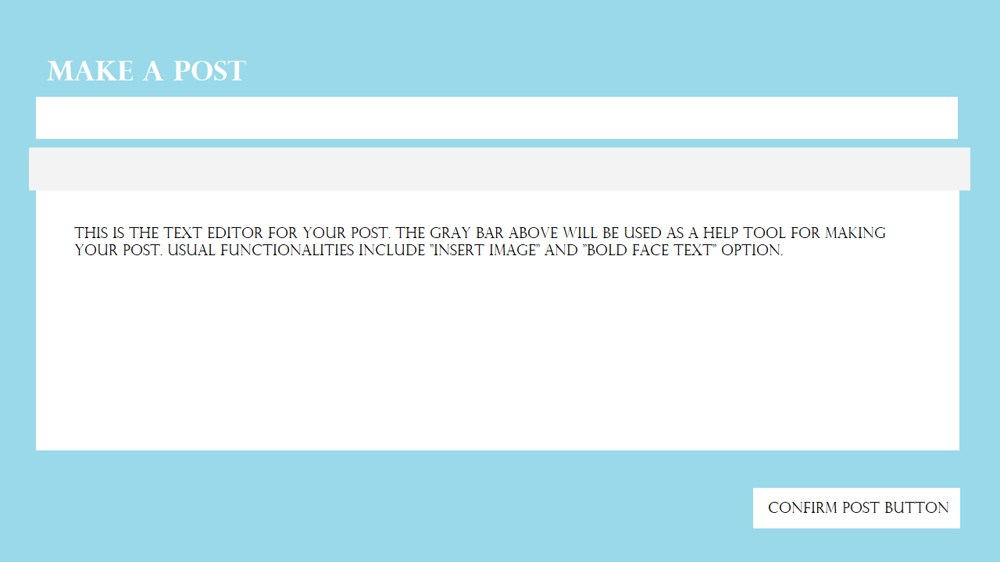 MAKE A POST
THIS IS THE TEXT EDITOR FOR YOUR POST. THE GRAY BAR ABOVE WILL BE USED AS A HELP TOOL FOR MAKING
YOUR POST. USUAL FUNCTIONALITIES INCLUDE "INSERT IMAGE" AND "BOLD FACE TEXT" OPTION.
CONFIRM POST BUTTON